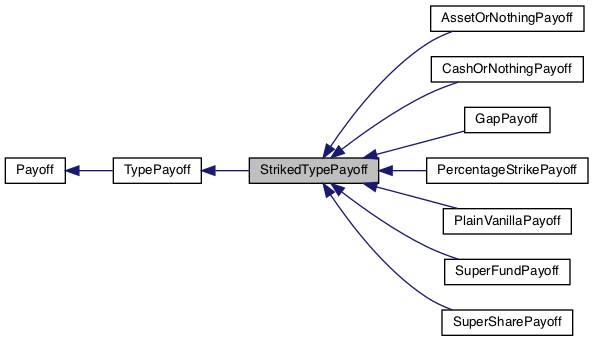 AssetOrNothingPayoff
CashOrNothingPayoff
GapPayoff
Payoff
TypePayoff
StrikedTypePayoff
PercentageStrikePayoff
PlainVanillaPayoff
SuperFundPayoff
SuperSharePayoff